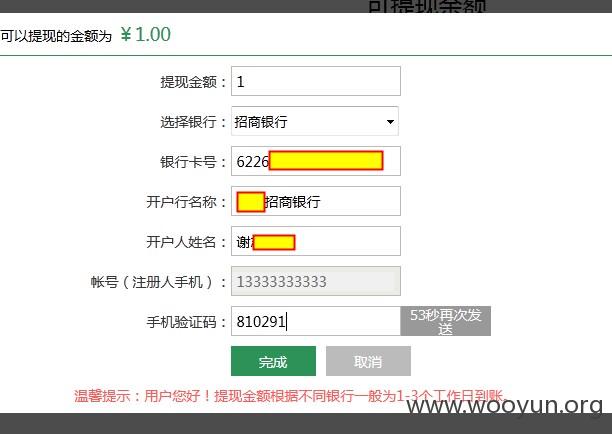 可提现余额
可以提现的金额为 ￥1.00
提现金额： 1
选择银行： 招商银行
银行卡号： 6226
开户行名称： 招商银行
开户人姓名： 谢
帐号（注册人手机）： 13333333333
手机验证码： 810291 53秒再次发
送
完成 取消
温馨提示：用户您好！提现金额根据不同银行一般为1-3个工作日到账。
www.wooyun.org